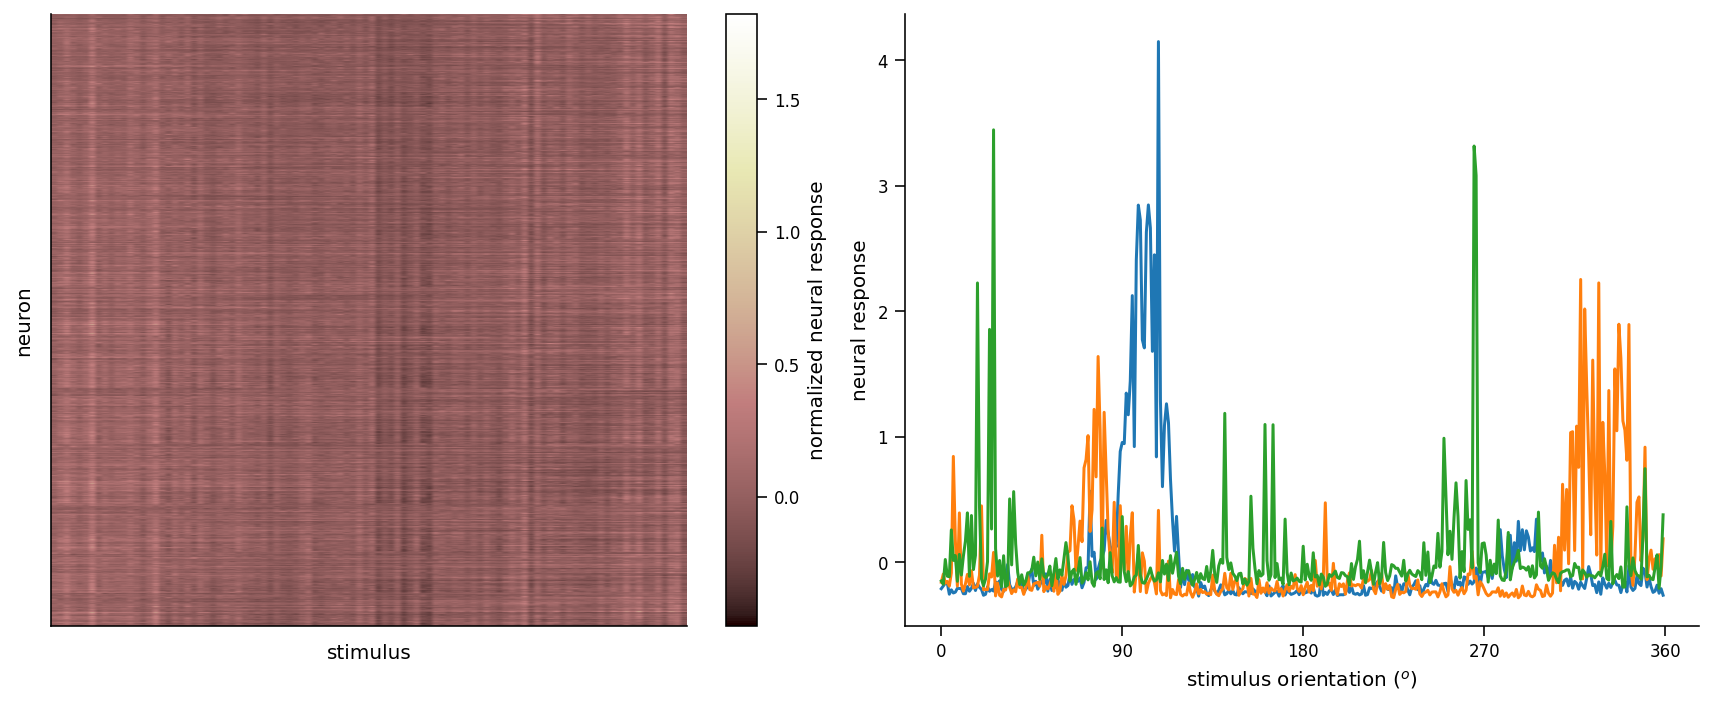 neuron
stimulus
1.5
1.0
0.5
0.0
normalized neural response
neural response
4
3
2
1
0
0 90 180 270 360
stimulus orientation (°)